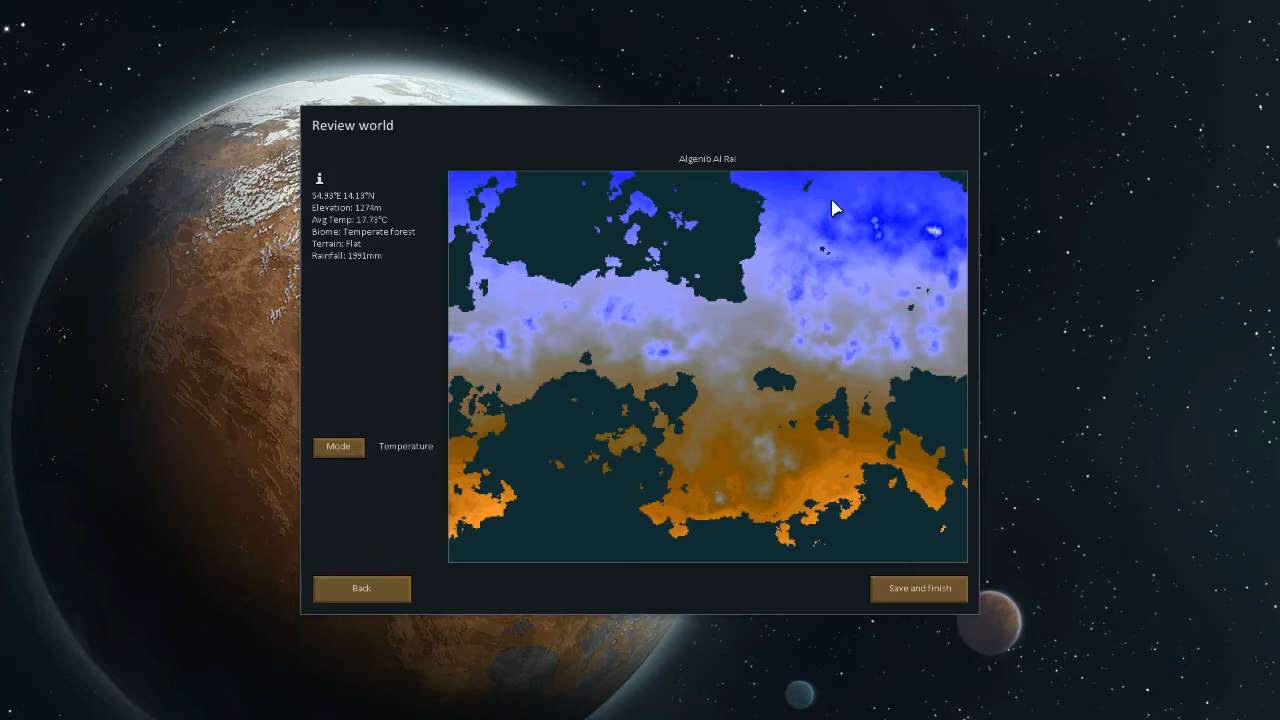 Review world
Algenib Al Rai
54.93°E 14.13°N
Elevation: 1274m
Avg Temp: 17.73°C
Biome: Temperate forest
Terrain: Flat
Rainfall: 1991mm
Mode
Temperature
Back
Save and finish